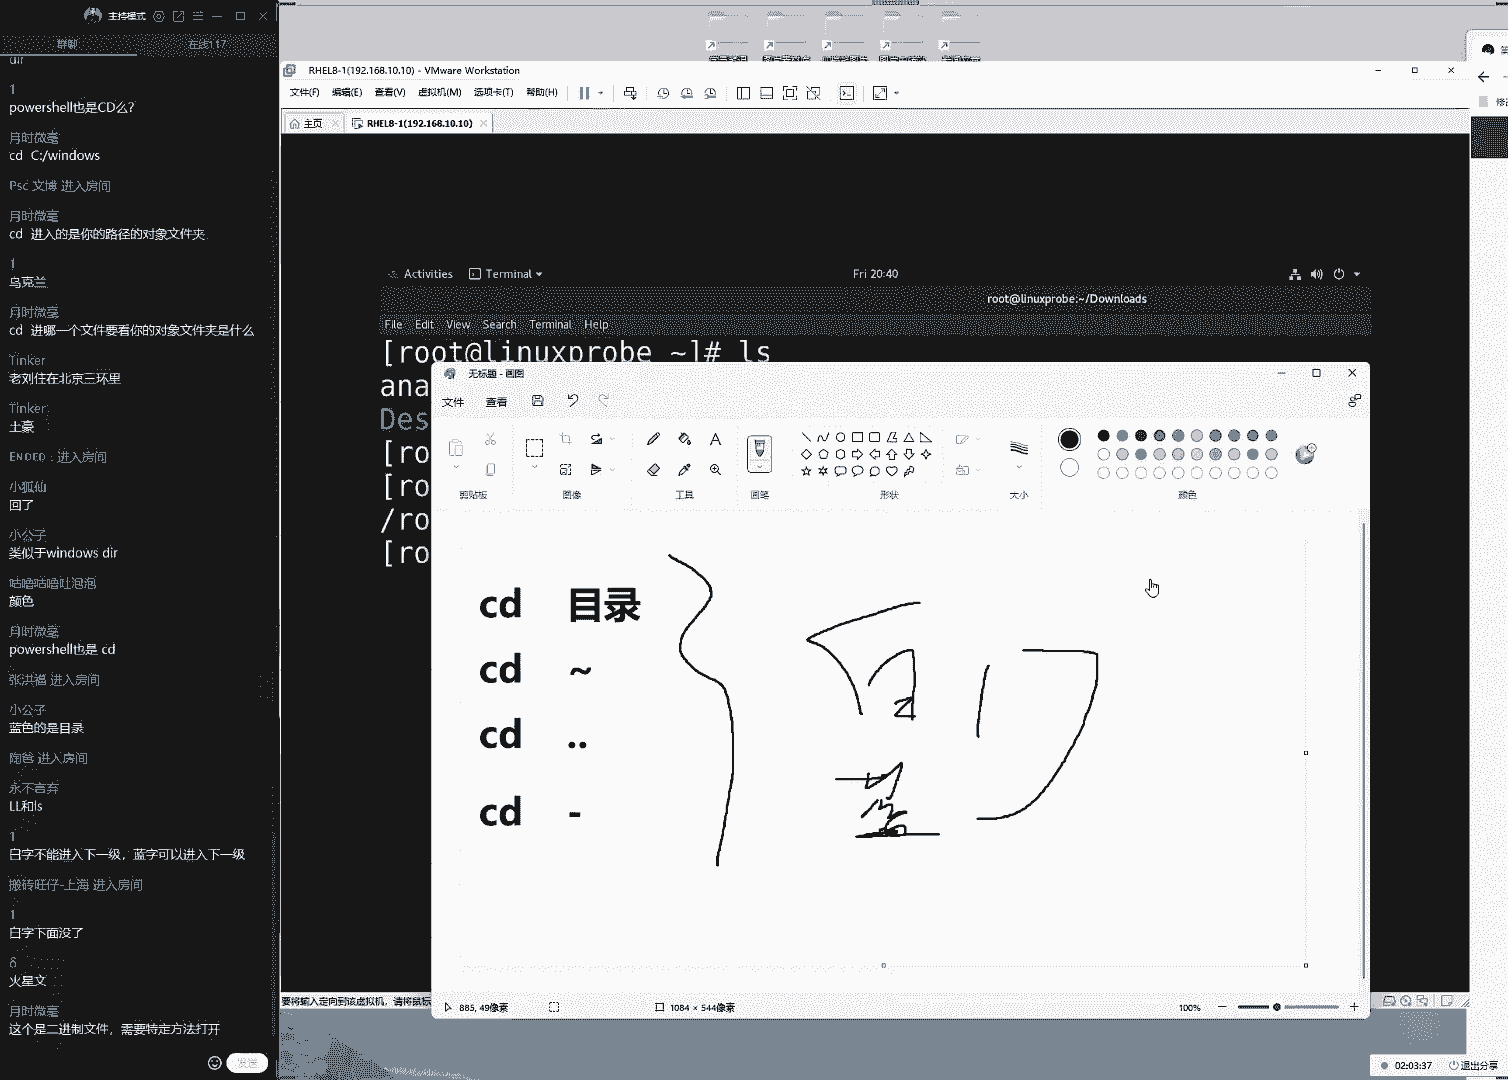 主持模式
群聊
在线117
dir
1
powershell也是CD么?
月时微毫
cd C:/windows
Psc 文博 进入房间
月时微毫
cd 进入的是你的路径的对象文件夹
1
乌克兰
月时微毫
cd 进哪一个文件要看你的对象文件夹是什么
Tinker
老刘住在北京三环里
Tinker
土豪
ENDED : 进入房间
小狐仙
回了
小公子
类似于windows dir
咕噜咕噜吐泡泡
颜色
月时微毫
powershell也是 cd
张洪福 进入房间
小公子
蓝色的是目录
陶爸 进入房间
永不言弃
LL和ls
1
白字不能进入下一级，蓝字可以进入下一级
搬砖旺仔-上海 进入房间
1
白字下面没了
δ
火星文
月时微毫
这个是二进制文件，需要特定方法打开
发送
RHEL8-1(192.168.10.10) - VMware Workstation
文件(F) 编辑(E) 查看(V) 虚拟机(M) 选项卡(T) 帮助(H)
主页
RHEL8-1(192.168.10.10)
Activities
Terminal
Fri 20:40
root@linuxprobe:~/Downloads
File Edit View Search Terminal Help
[root@linuxprobe ~]# ls
ana
Des
[ro
[ro
/ro
[ro
无标题 - 画图
文件 查看
剪贴板 图像 工具 画笔 形状 大小 颜色
cd 目录
cd ~
cd ..
cd -
885, 49像素
1084 × 544像素
100%
要将输入定向到该虚拟机，请将鼠标
02:03:37
退出分享